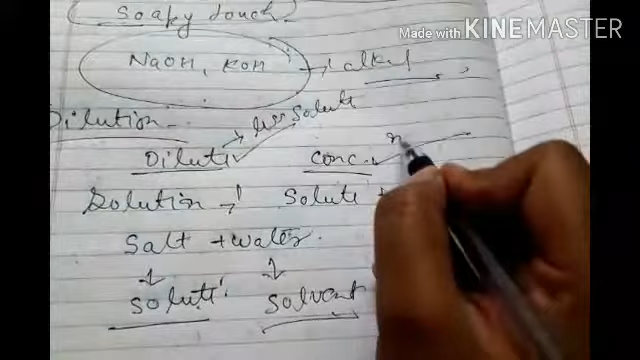 Soapy touch.
Made with KINEMASTER
NaOH, KOH → alkali
Dilution :-
Dilute → less Solute
Conc.
Solution → Solute +
Salt + water.
Solute Solvent